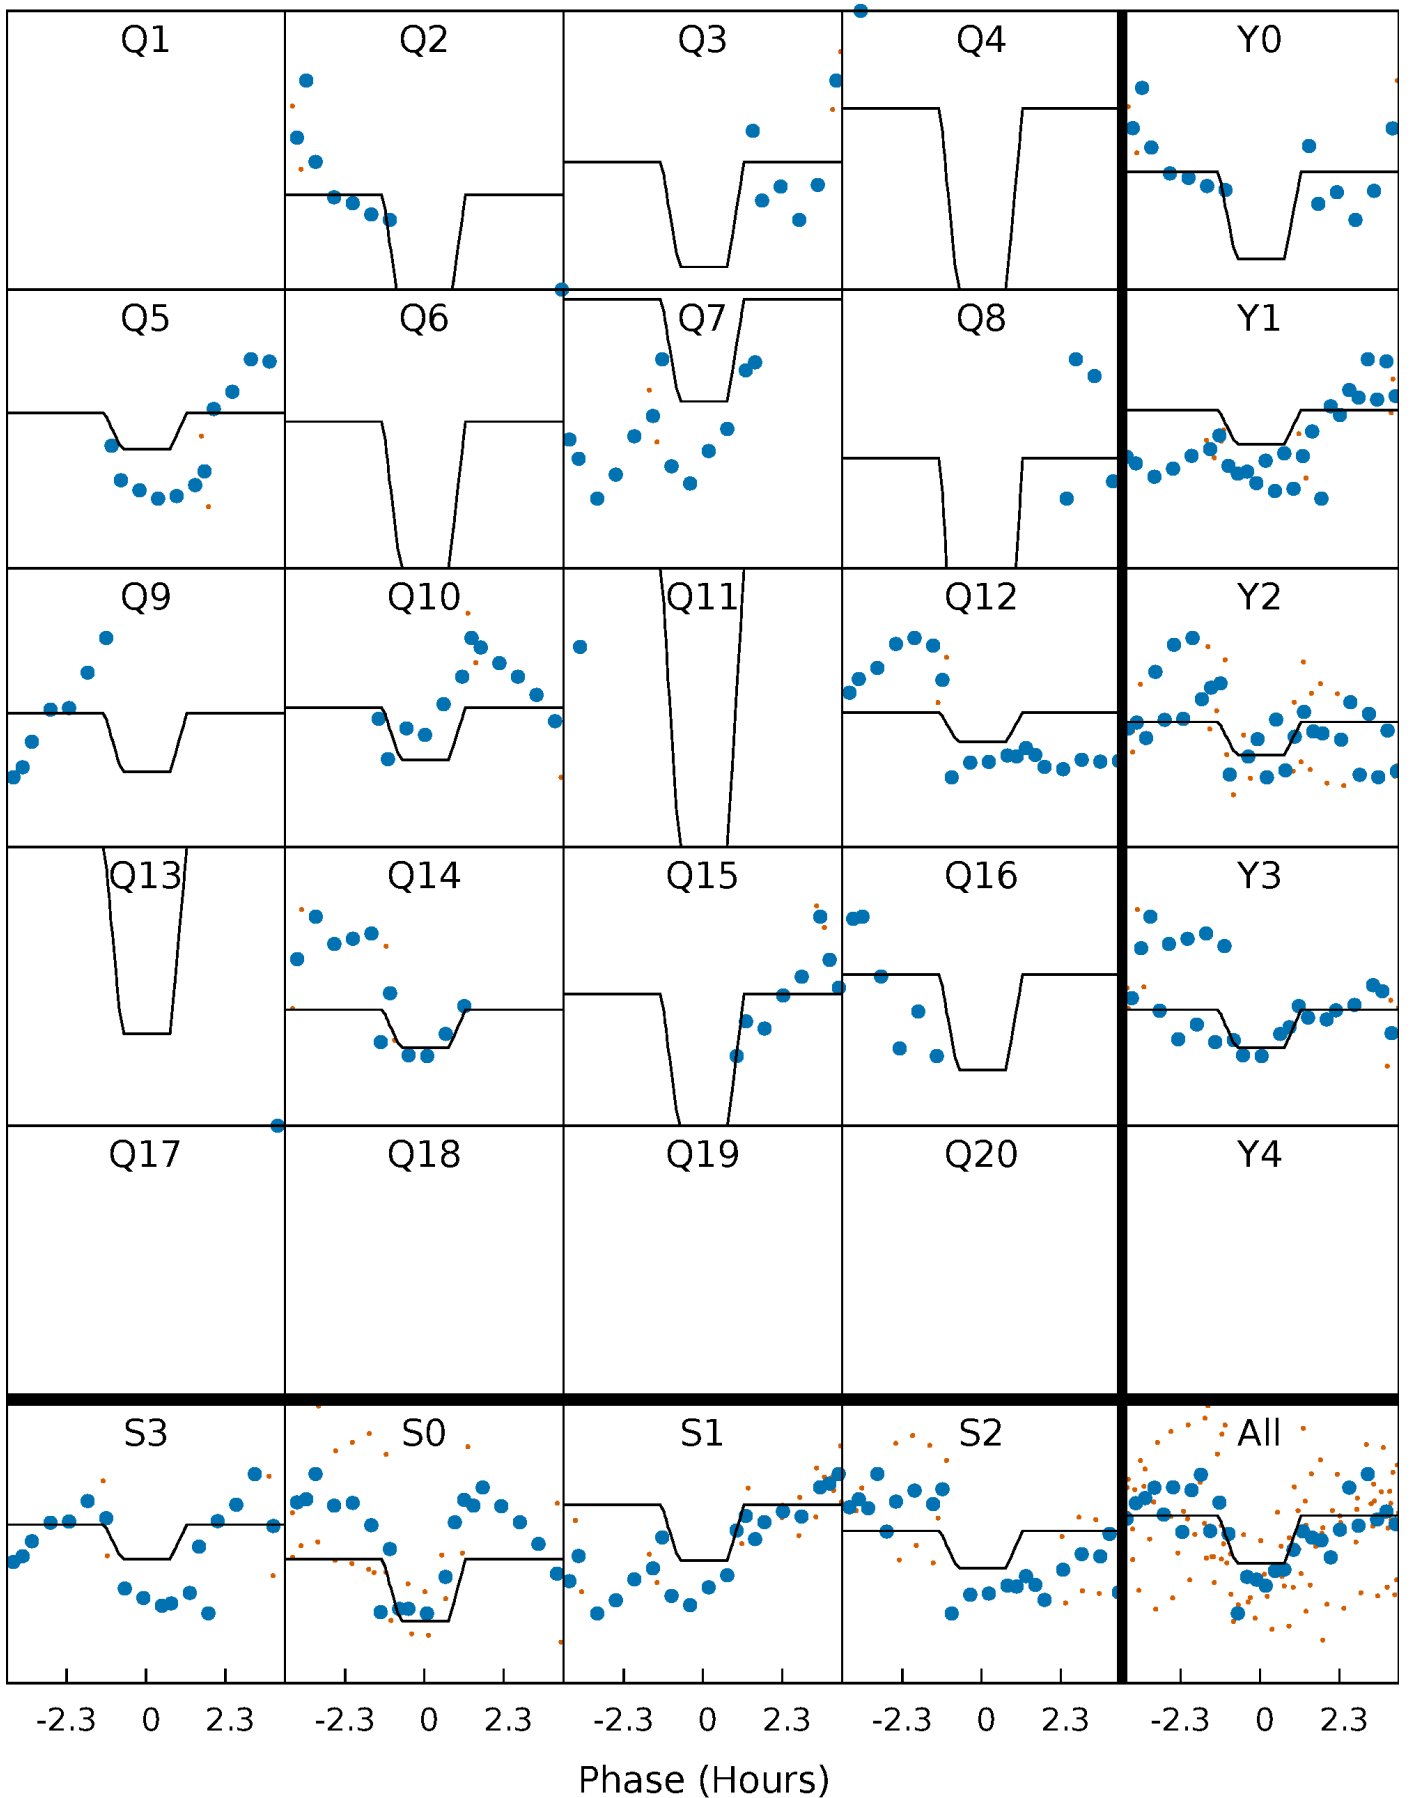 Q1 Q2 Q3 Q4 Y0
Q5 Q6 Q7 Q8 Y1
Q9 Q10 Q11 Q12 Y2
Q13 Q14 Q15 Q16 Y3
Q17 Q18 Q19 Q20 Y4
S3 S0 S1 S2 All
-2.3 0 2.3 -2.3 0 2.3 -2.3 0 2.3 -2.3 0 2.3 -2.3 0 2.3
Phase (Hours)